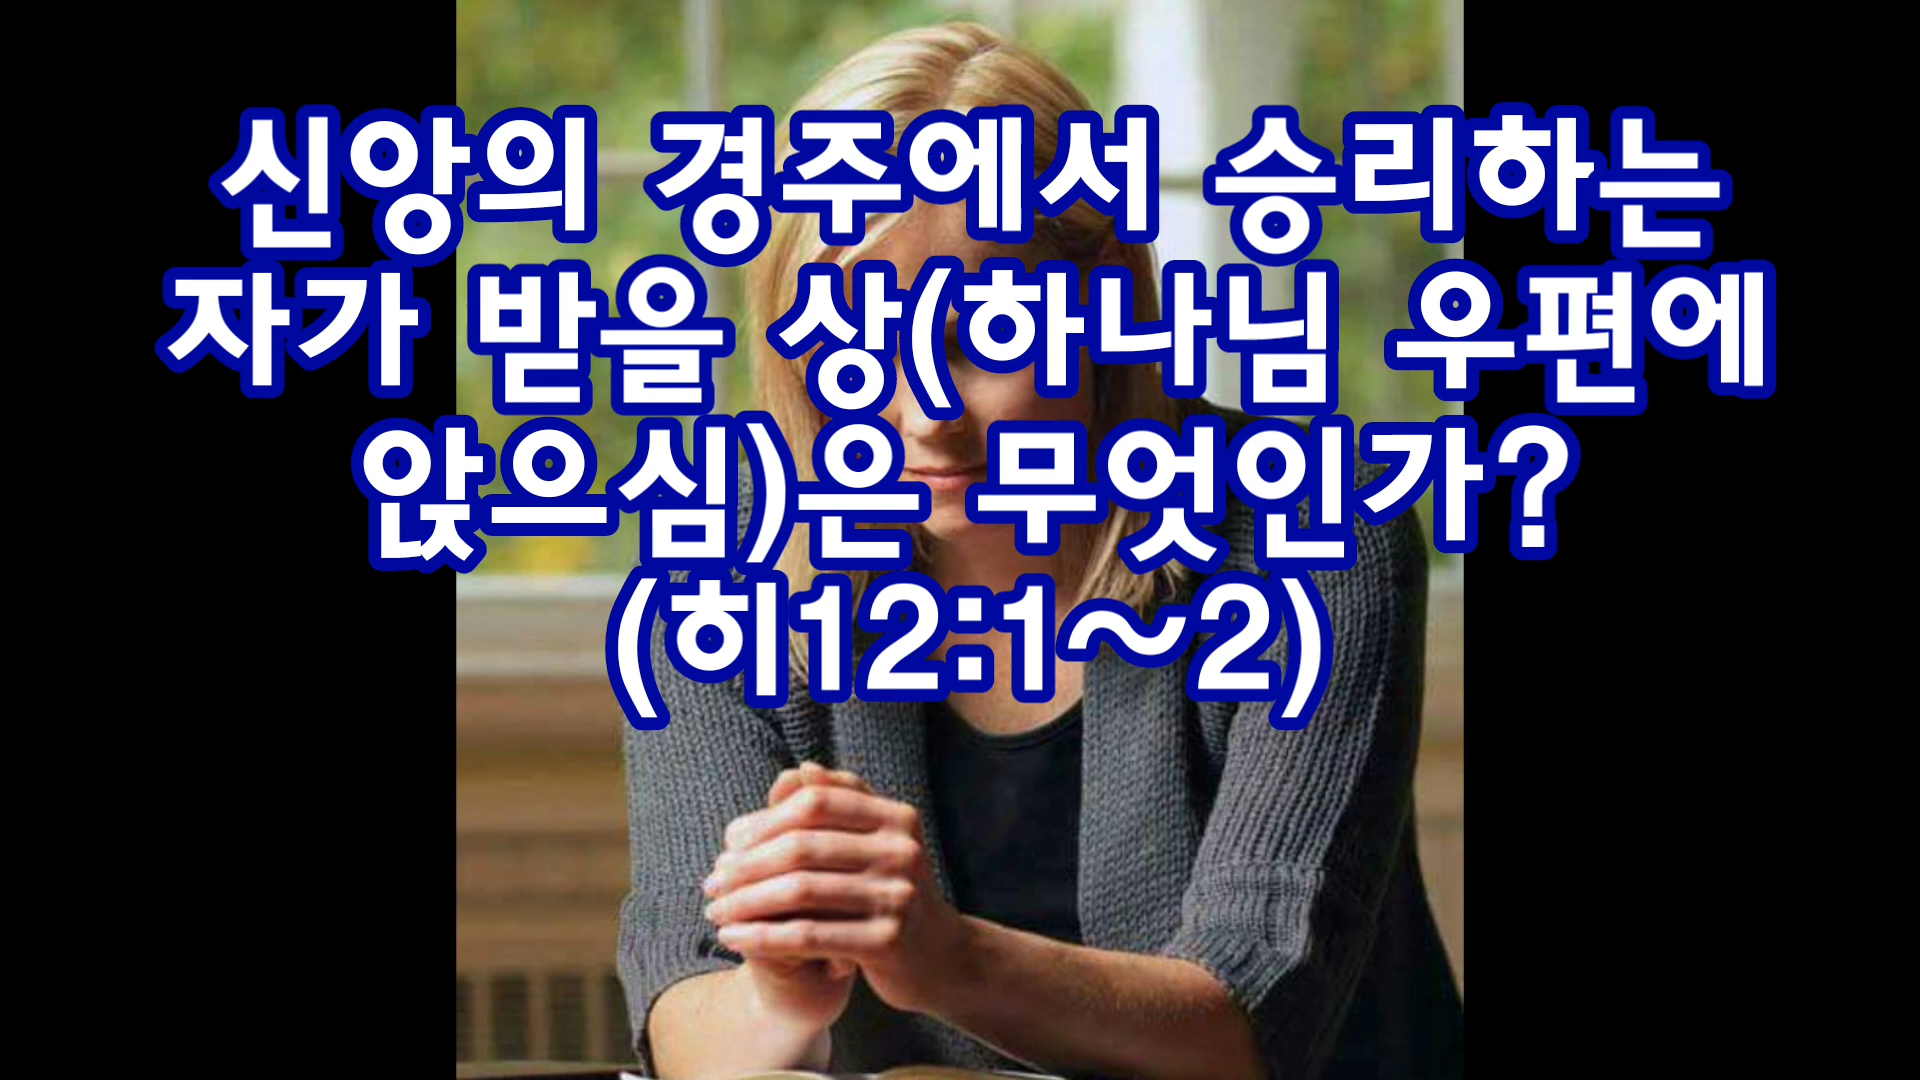 신앙의 경주에서 승리하는
자가 받을 상(하나님 우편에
앉으심)은 무엇인가?
(히12:1~2)